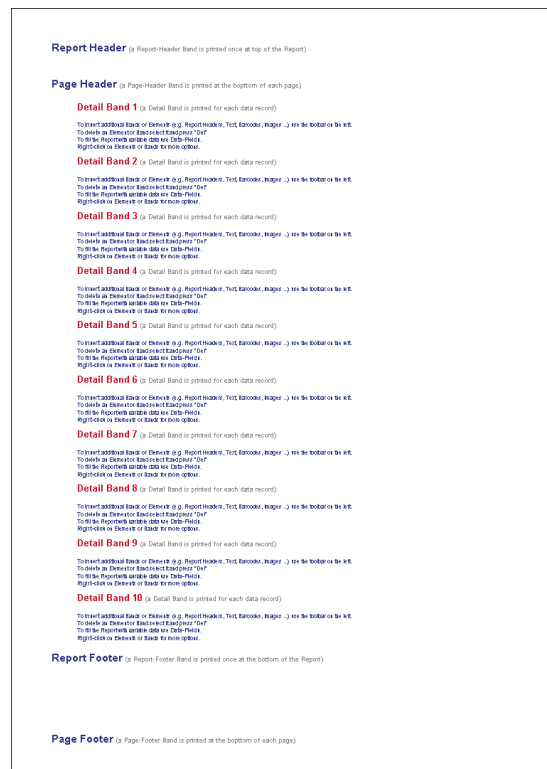 Report Header (a Report-Header Band is printed once at top of the Report)
Page Header (a Page-Header Band is printed at the bopttom of each page)
Detail Band 1 (a Detail Band is printed for each data record)
To insert additional Bands or Elements (e.g. Report Headers, Text, Barcodes, Images ...) use the toolbar on the left.
To delete an Element or Band select it and press "Del"
To fill the Report with variable data use Data-Fields.
Right-click on Elements or Bands for more options.
Detail Band 2 (a Detail Band is printed for each data record)
To insert additional Bands or Elements (e.g. Report Headers, Text, Barcodes, Images ...) use the toolbar on the left.
To delete an Element or Band select it and press "Del"
To fill the Report with variable data use Data-Fields.
Right-click on Elements or Bands for more options.
Detail Band 3 (a Detail Band is printed for each data record)
To insert additional Bands or Elements (e.g. Report Headers, Text, Barcodes, Images ...) use the toolbar on the left.
To delete an Element or Band select it and press "Del"
To fill the Report with variable data use Data-Fields.
Right-click on Elements or Bands for more options.
Detail Band 4 (a Detail Band is printed for each data record)
To insert additional Bands or Elements (e.g. Report Headers, Text, Barcodes, Images ...) use the toolbar on the left.
To delete an Element or Band select it and press "Del"
To fill the Report with variable data use Data-Fields.
Right-click on Elements or Bands for more options.
Detail Band 5 (a Detail Band is printed for each data record)
To insert additional Bands or Elements (e.g. Report Headers, Text, Barcodes, Images ...) use the toolbar on the left.
To delete an Element or Band select it and press "Del"
To fill the Report with variable data use Data-Fields.
Right-click on Elements or Bands for more options.
Detail Band 6 (a Detail Band is printed for each data record)
To insert additional Bands or Elements (e.g. Report Headers, Text, Barcodes, Images ...) use the toolbar on the left.
To delete an Element or Band select it and press "Del"
To fill the Report with variable data use Data-Fields.
Right-click on Elements or Bands for more options.
Detail Band 7 (a Detail Band is printed for each data record)
To insert additional Bands or Elements (e.g. Report Headers, Text, Barcodes, Images ...) use the toolbar on the left.
To delete an Element or Band select it and press "Del"
To fill the Report with variable data use Data-Fields.
Right-click on Elements or Bands for more options.
Detail Band 8 (a Detail Band is printed for each data record)
To insert additional Bands or Elements (e.g. Report Headers, Text, Barcodes, Images ...) use the toolbar on the left.
To delete an Element or Band select it and press "Del"
To fill the Report with variable data use Data-Fields.
Right-click on Elements or Bands for more options.
Detail Band 9 (a Detail Band is printed for each data record)
To insert additional Bands or Elements (e.g. Report Headers, Text, Barcodes, Images ...) use the toolbar on the left.
To delete an Element or Band select it and press "Del"
To fill the Report with variable data use Data-Fields.
Right-click on Elements or Bands for more options.
Detail Band 10 (a Detail Band is printed for each data record)
To insert additional Bands or Elements (e.g. Report Headers, Text, Barcodes, Images ...) use the toolbar on the left.
To delete an Element or Band select it and press "Del"
To fill the Report with variable data use Data-Fields.
Right-click on Elements or Bands for more options.
Report Footer (a Report-Footer Band is printed once at the bottom of the Report)
Page Footer (a Page-Footer Band is printed at the bopttom of each page)